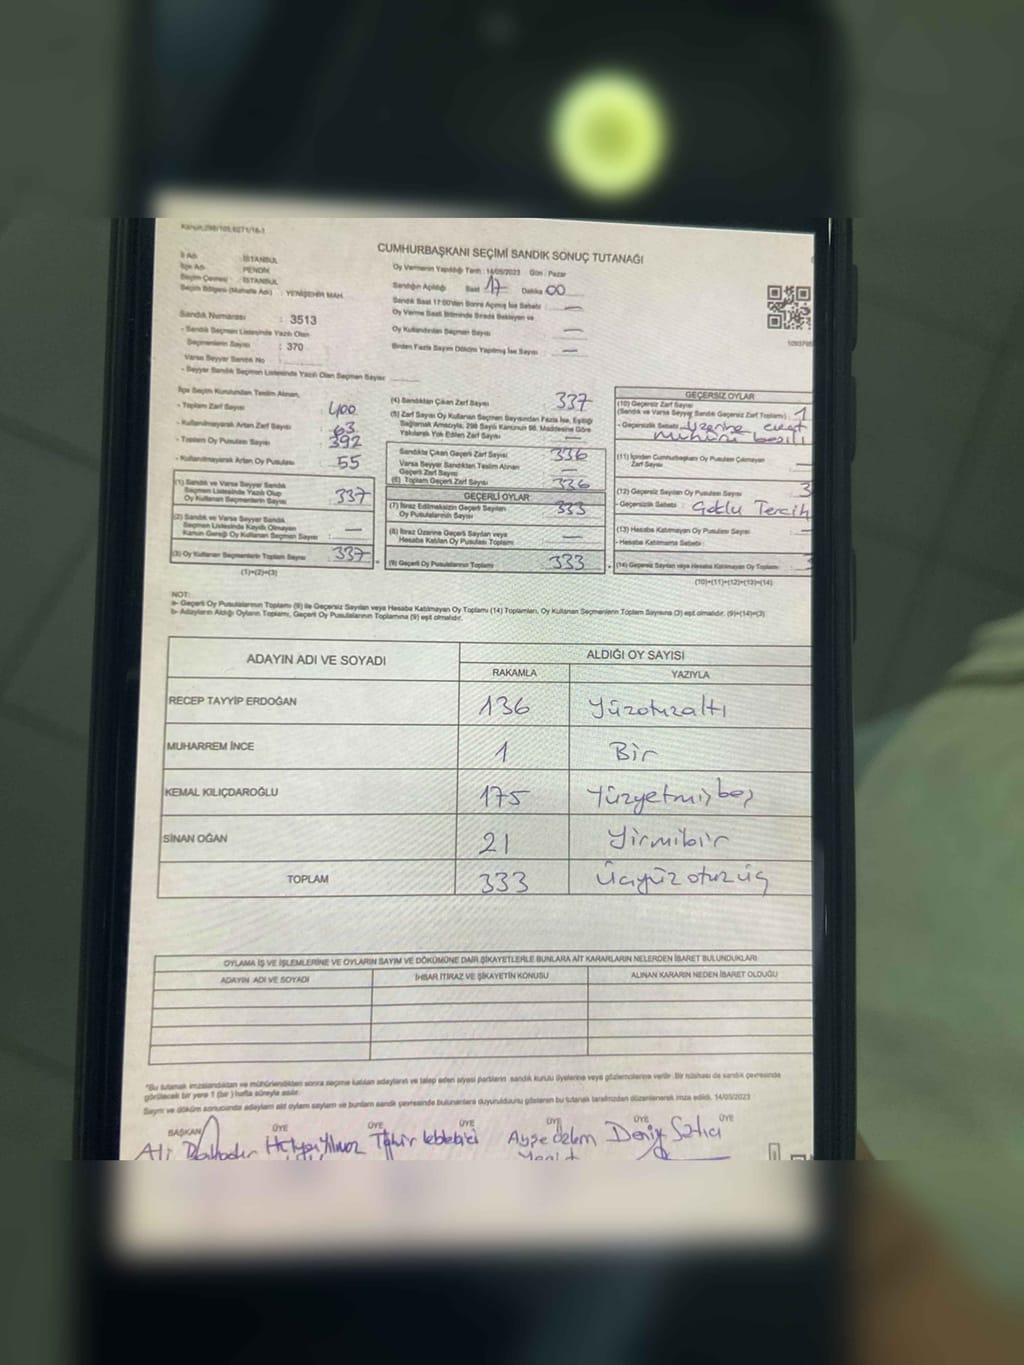 Kanun:298/105,6271/16-1
CUMHURBAŞKANI SEÇİMİ SANDIK SONUÇ TUTANAĞI
İl Adı : İSTANBUL
İlçe Adı : PENDİK
Seçim Çevresi : İSTANBUL
Seçim Bölgesi (Mahalle Adı) : YENİŞEHİR MAH.
Sandık Numarası : 3513
- Sandık Seçmen Listesinde Yazılı Olan
Seçmenlerin Sayısı : 370
Varsa Seyyar Sandık No :
- Seyyar Sandık Seçmen Listesinde Yazılı Olan Seçmen Sayısı
Oy Vermenin Yapıldığı Tarih : 14/05/2023 Gün : Pazar
Sandığın Açıldığı Saat 17 Dakika 00
Sandık Saat 17:00'den Sonra Açılmış İse Sebebi : —
Oy Verme Saati Bitiminde Sırada Bekleyen ve
Oy Kullandırılan Seçmen Sayısı —
Birden Fazla Sayım Döküm Yapılmış İse Sayısı : —
İlçe Seçim Kurulundan Teslim Alınan,
- Toplam Zarf Sayısı : 400
- Kullanılmayarak Artan Zarf Sayısı : 63
- Toplam Oy Pusulası Sayısı : 392
- Kullanılmayarak Artan Oy Pusulası : 55
(1) Sandık ve Varsa Seyyar Sandık
Seçmen Listesinde Yazılı Olup
Oy Kullanan Seçmenlerin Sayısı : 337
(2) Sandık ve Varsa Seyyar Sandık
Seçmen Listesinde Kayıtlı Olmayan
Kanun Gereği Oy Kullanan Seçmen Sayısı : —
(3) Oy Kullanan Seçmenlerin Toplam Sayısı : 337
(1)+(2)=(3)
(4) Sandıktan Çıkan Zarf Sayısı : 337
(5) Zarf Sayısı Oy Kullanan Seçmen Sayısından Fazla İse, Eşitliği
Sağlamak Amacıyla, 298 Sayılı Kanunun 98. Maddesine Göre
Yakılarak Yok Edilen Zarf Sayısı : —
Sandıkta Çıkan Geçerli Zarf Sayısı : 336
Varsa Seyyar Sandıktan Teslim Alınan
Geçerli Zarf Sayısı : —
(6) Toplam Geçerli Zarf Sayısı : 336
GEÇERLİ OYLAR
(7) İtiraz Edilmeksizin Geçerli Sayılan
Oy Pusulalarının Sayısı : 333
(8) İtiraz Üzerine Geçerli Sayılan veya
Hesaba Katılan Oy Pusulası Toplamı : —
(9) Geçerli Oy Pusulalarının Toplamı : 333
GEÇERSİZ OYLAR
(10) Geçersiz Zarf Sayısı
(Sandık ve Varsa Seyyar Sandık Geçersiz Zarf Toplamı) : 1
- Geçersizlik Sebebi : Üzerine evet
mührü basılı
(11) İçinden Cumhurbaşkanı Oy Pusulası Çıkmayan
Zarf Sayısı : —
(12) Geçersiz Sayılan Oy Pusulası Sayısı : 3
- Geçersizlik Sebebi : Çoklu Tercih
(13) Hesaba Katılmayan Oy Pusulası Sayısı : —
- Hesaba Katılmama Sebebi :
(14) Geçersiz Sayılan veya Hesaba Katılmayan Oy Toplamı :
(10)+(11)+(12)+(13)=(14)
NOT:
a- Geçerli Oy Pusulalarının Toplamı (9) ile Geçersiz Sayılan veya Hesaba Katılmayan Oy Toplamı (14) Toplamları, Oy Kullanan Seçmenlerin Toplam Sayısına (3) eşit olmalıdır. (9)+(14)=(3)
b- Adayların Aldığı Oyların Toplamı, Geçerli Oy Pusulalarının Toplamına (9) eşit olmalıdır.
ADAYIN ADI VE SOYADI ALDIĞI OY SAYISI
RAKAMLA YAZIYLA
RECEP TAYYİP ERDOĞAN 136 Yüzotuzaltı
MUHARREM İNCE 1 Bir
KEMAL KILIÇDAROĞLU 175 Yüzyetmişbeş
SİNAN OĞAN 21 Yirmibir
TOPLAM 333 Üçyüz otuz üç
OYLAMA İŞ VE İŞLEMLERİNE VE OYLARIN SAYIM VE DÖKÜMÜNE DAİR ŞİKAYETLERLE BUNLARA AİT KARARLARIN NELERDEN İBARET BULUNDUKLARI
ADAYIN ADI VE SOYADI İHBAR İTİRAZ VE ŞİKAYETİN KONUSU ALINAN KARARIN NEDEN İBARET OLDUĞU
"Bu tutanak imzalandıktan ve mühürlendikten sonra seçime katılan adayların ve talep eden siyasi partilerin sandık kurulu üyelerine veya gözlemcilerine verilir. Bir nüshası da sandık çevresinde
görülecek bir yere 1 (bir) hafta süreyle asılır.
Sayım ve döküm sonucunda adayların alt oylarını sayısını ve bunların sandık çevresinde bulunanlara duyurulduğunu gösteren bu tutanak tarafımızdan düzenlenerek imza edildi. 14/05/2023
BAŞKAN ÜYE ÜYE ÜYE ÜYE ÜYE
Ali Bahadır Hülya Yılmaz Tahir Leblebici Ayşe Özlem Deniz Satıcı